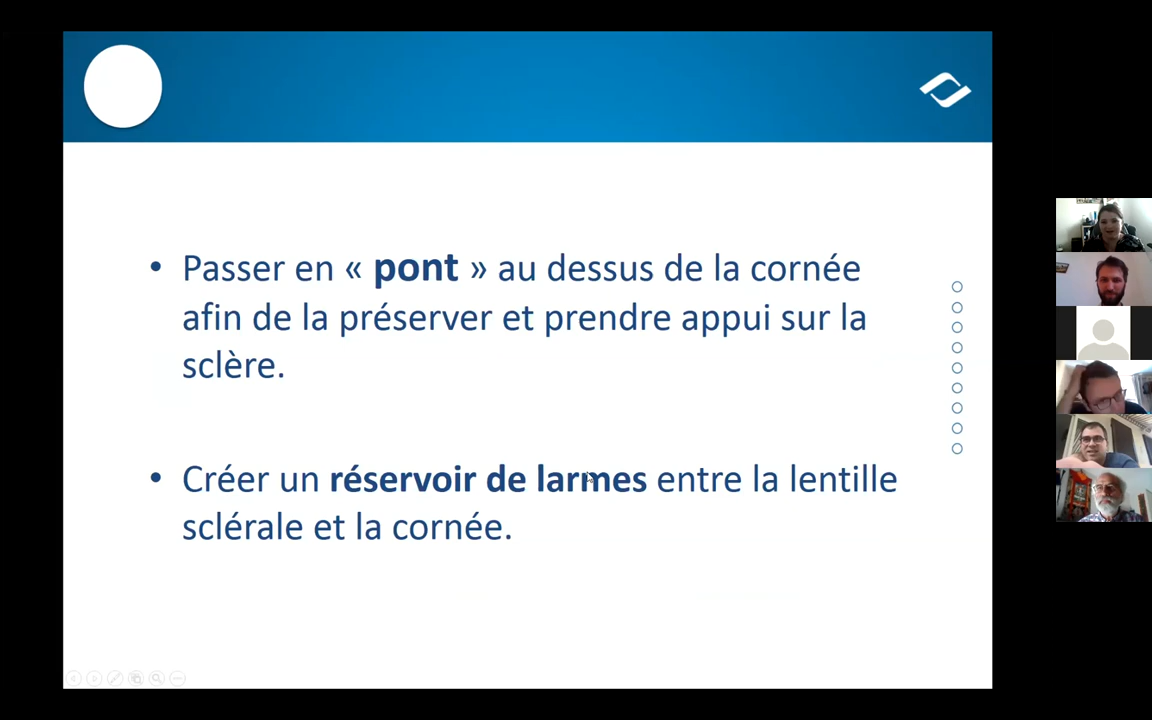 • Passer en « pont » au dessus de la cornée
afin de la préserver et prendre appui sur la
sclère.
• Créer un réservoir de larmes entre la lentille
sclérale et la cornée.